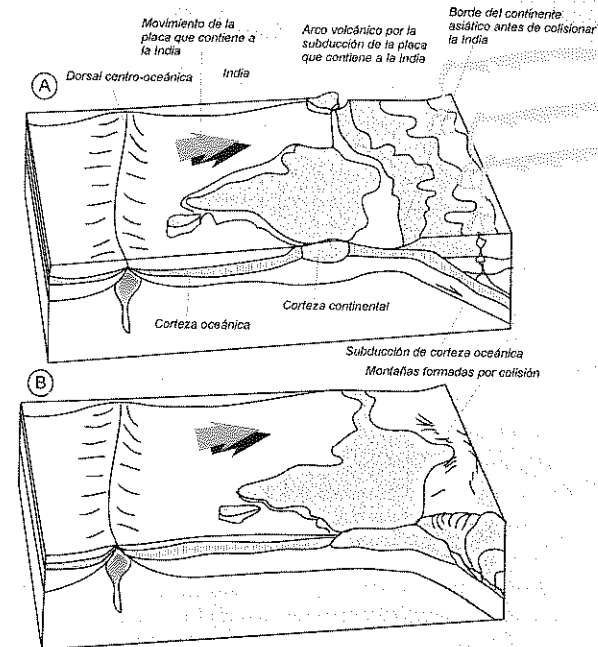 Movimiento de la
placa que contiene a
la India
Arco volcánico por la
subducción de la placa
que contiene a la India
Borde del continente
asiático antes de colisionar
la India
A
Dorsal centro-oceánica
India
Corteza oceánica
Corteza continental
Subducción de corteza oceánica
Montañas formadas por colisión
B